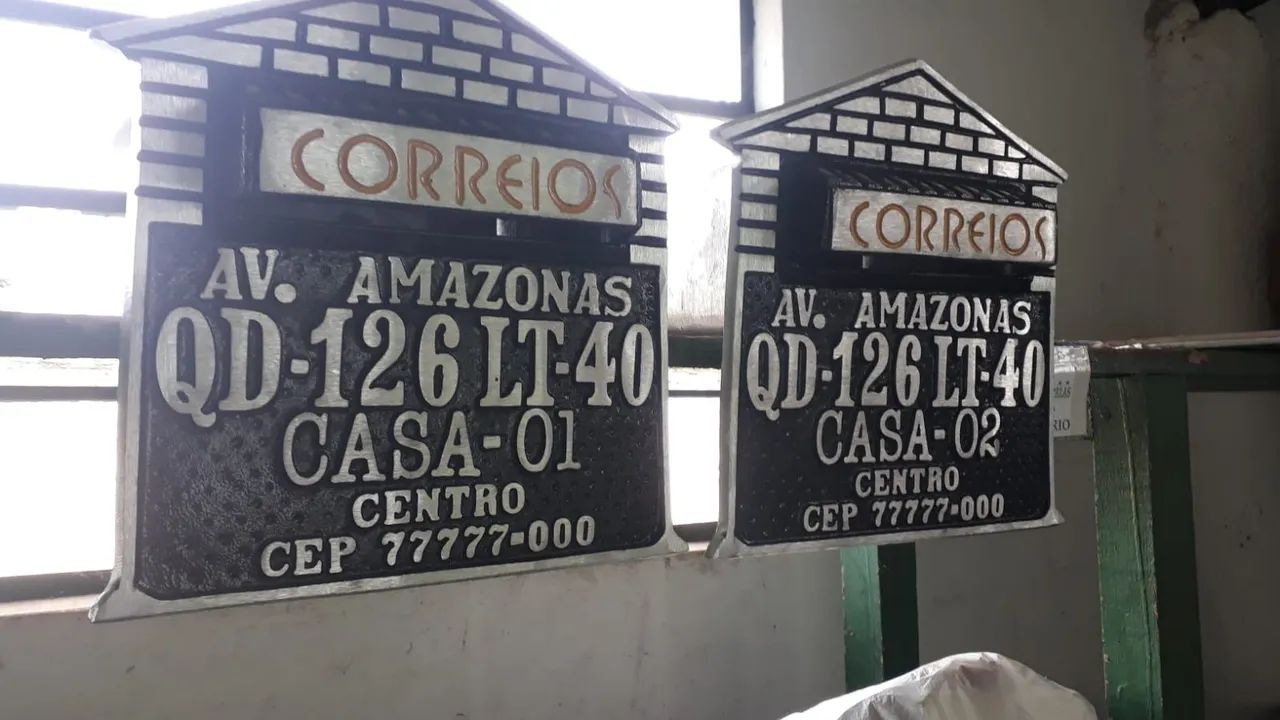 CORREIOS
AV. AMAZONAS
QD-126 LT-40
CASA-01
CENTRO
CEP 77777-000
CORREIOS
AV. AMAZONAS
QD-126 LT-40
CASA-02
CENTRO
CEP 77777-000